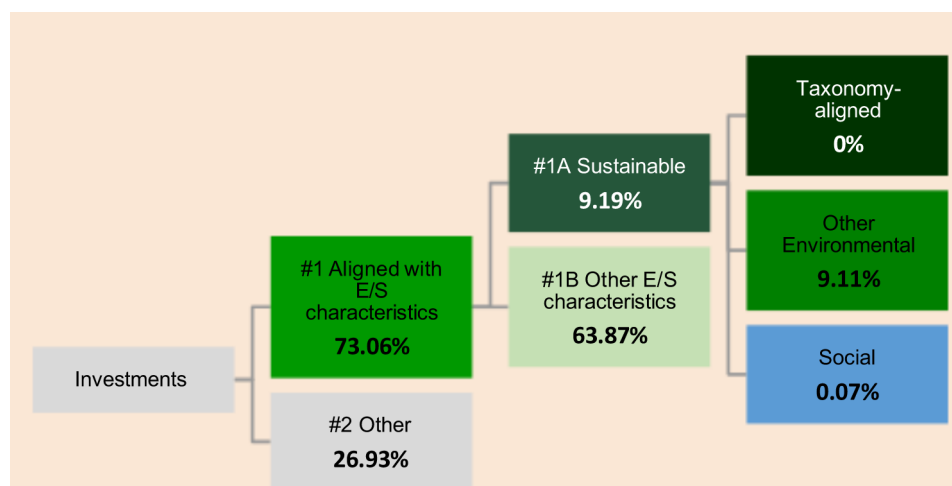 Investments
#1 Aligned with
E/S
characteristics
73.06%
#2 Other
26.93%
#1A Sustainable
9.19%
#1B Other E/S
characteristics
63.87%
Taxonomy-
aligned
0%
Other
Environmental
9.11%
Social
0.07%